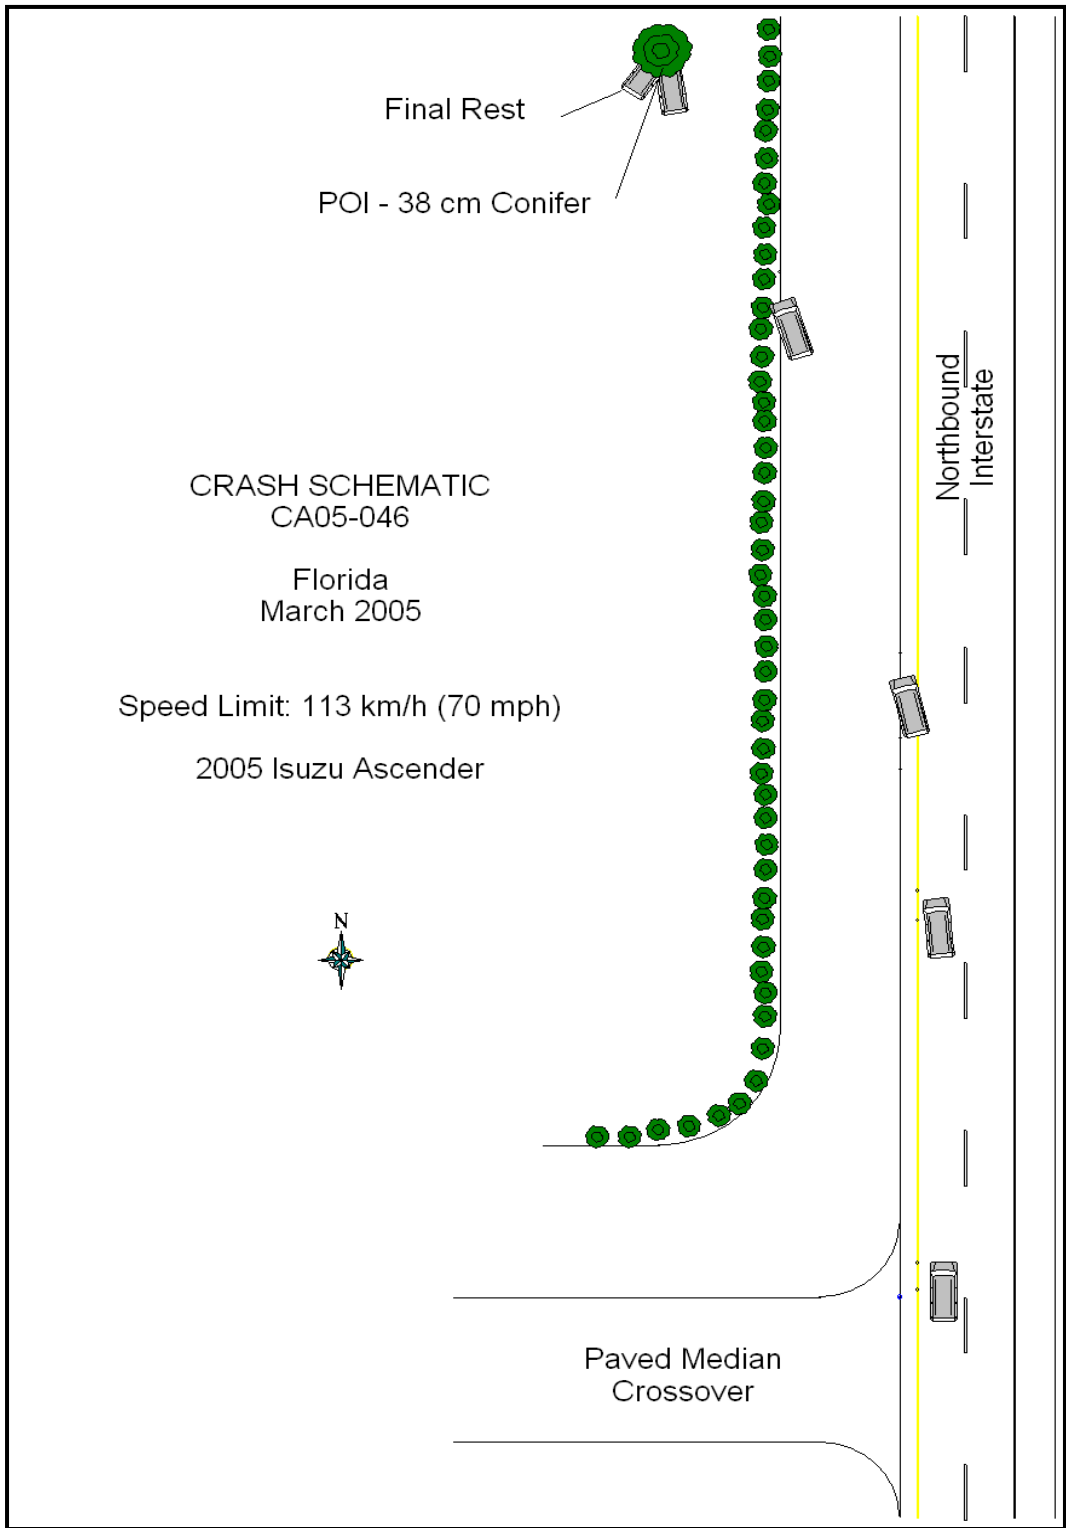 Final Rest
POI - 38 cm Conifer
Northbound
Interstate
CRASH SCHEMATIC
CA05-046
Florida
March 2005
Speed Limit: 113 km/h (70 mph)
2005 Isuzu Ascender
N
Paved Median
Crossover